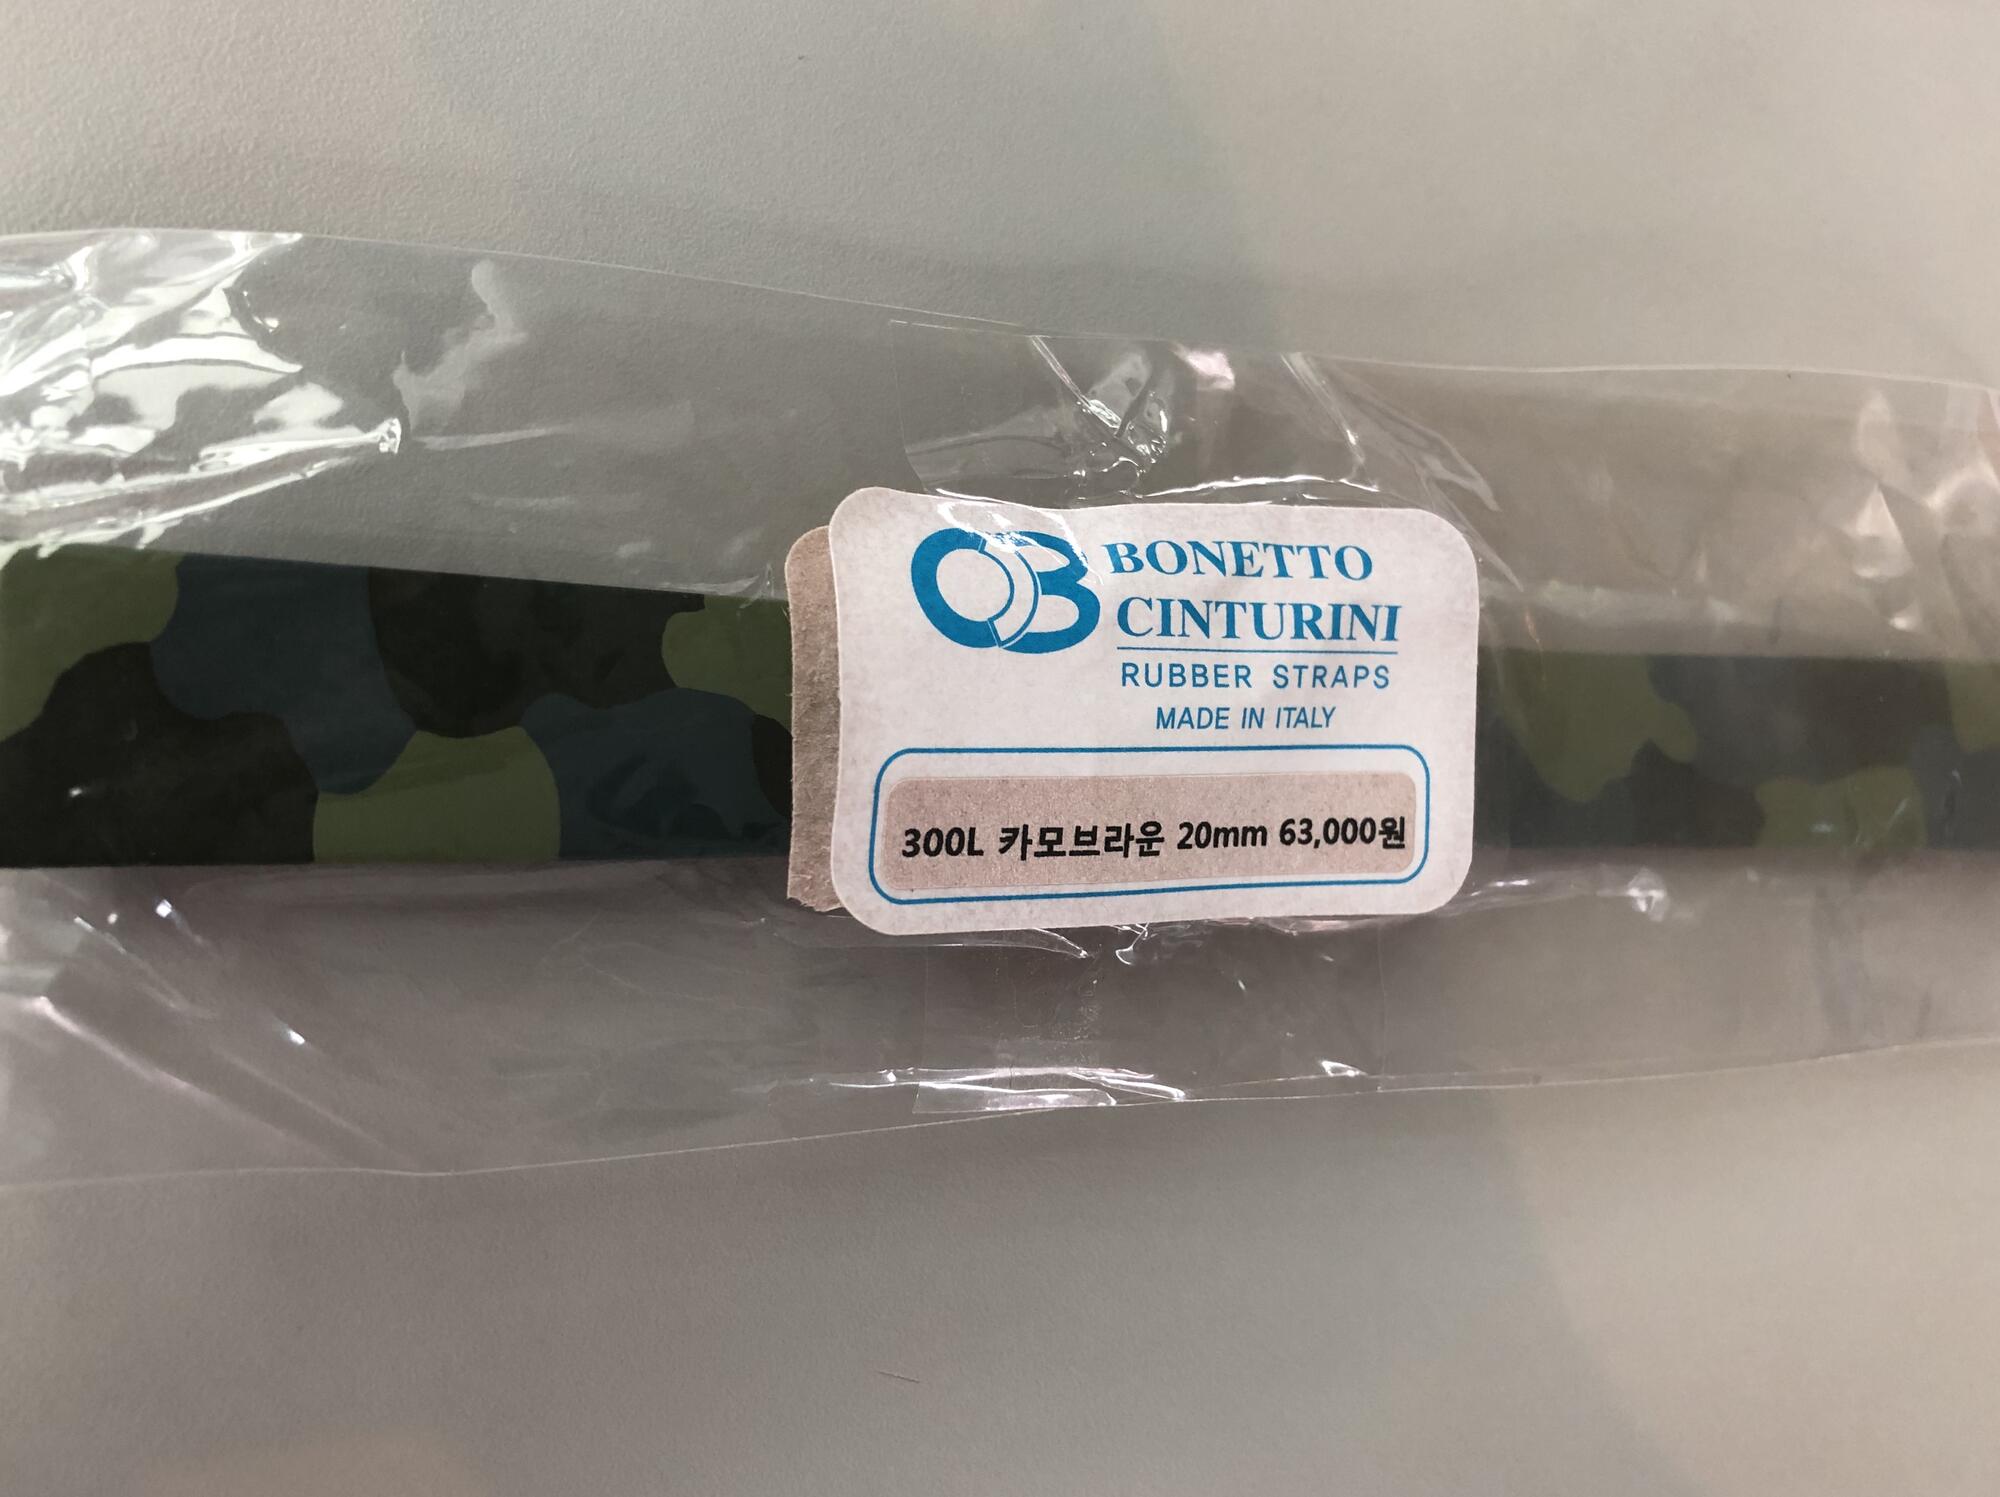 OB
BONETTO
CINTURINI
RUBBER STRAPS
MADE IN ITALY
300L 카모브라운 20mm 63,000원